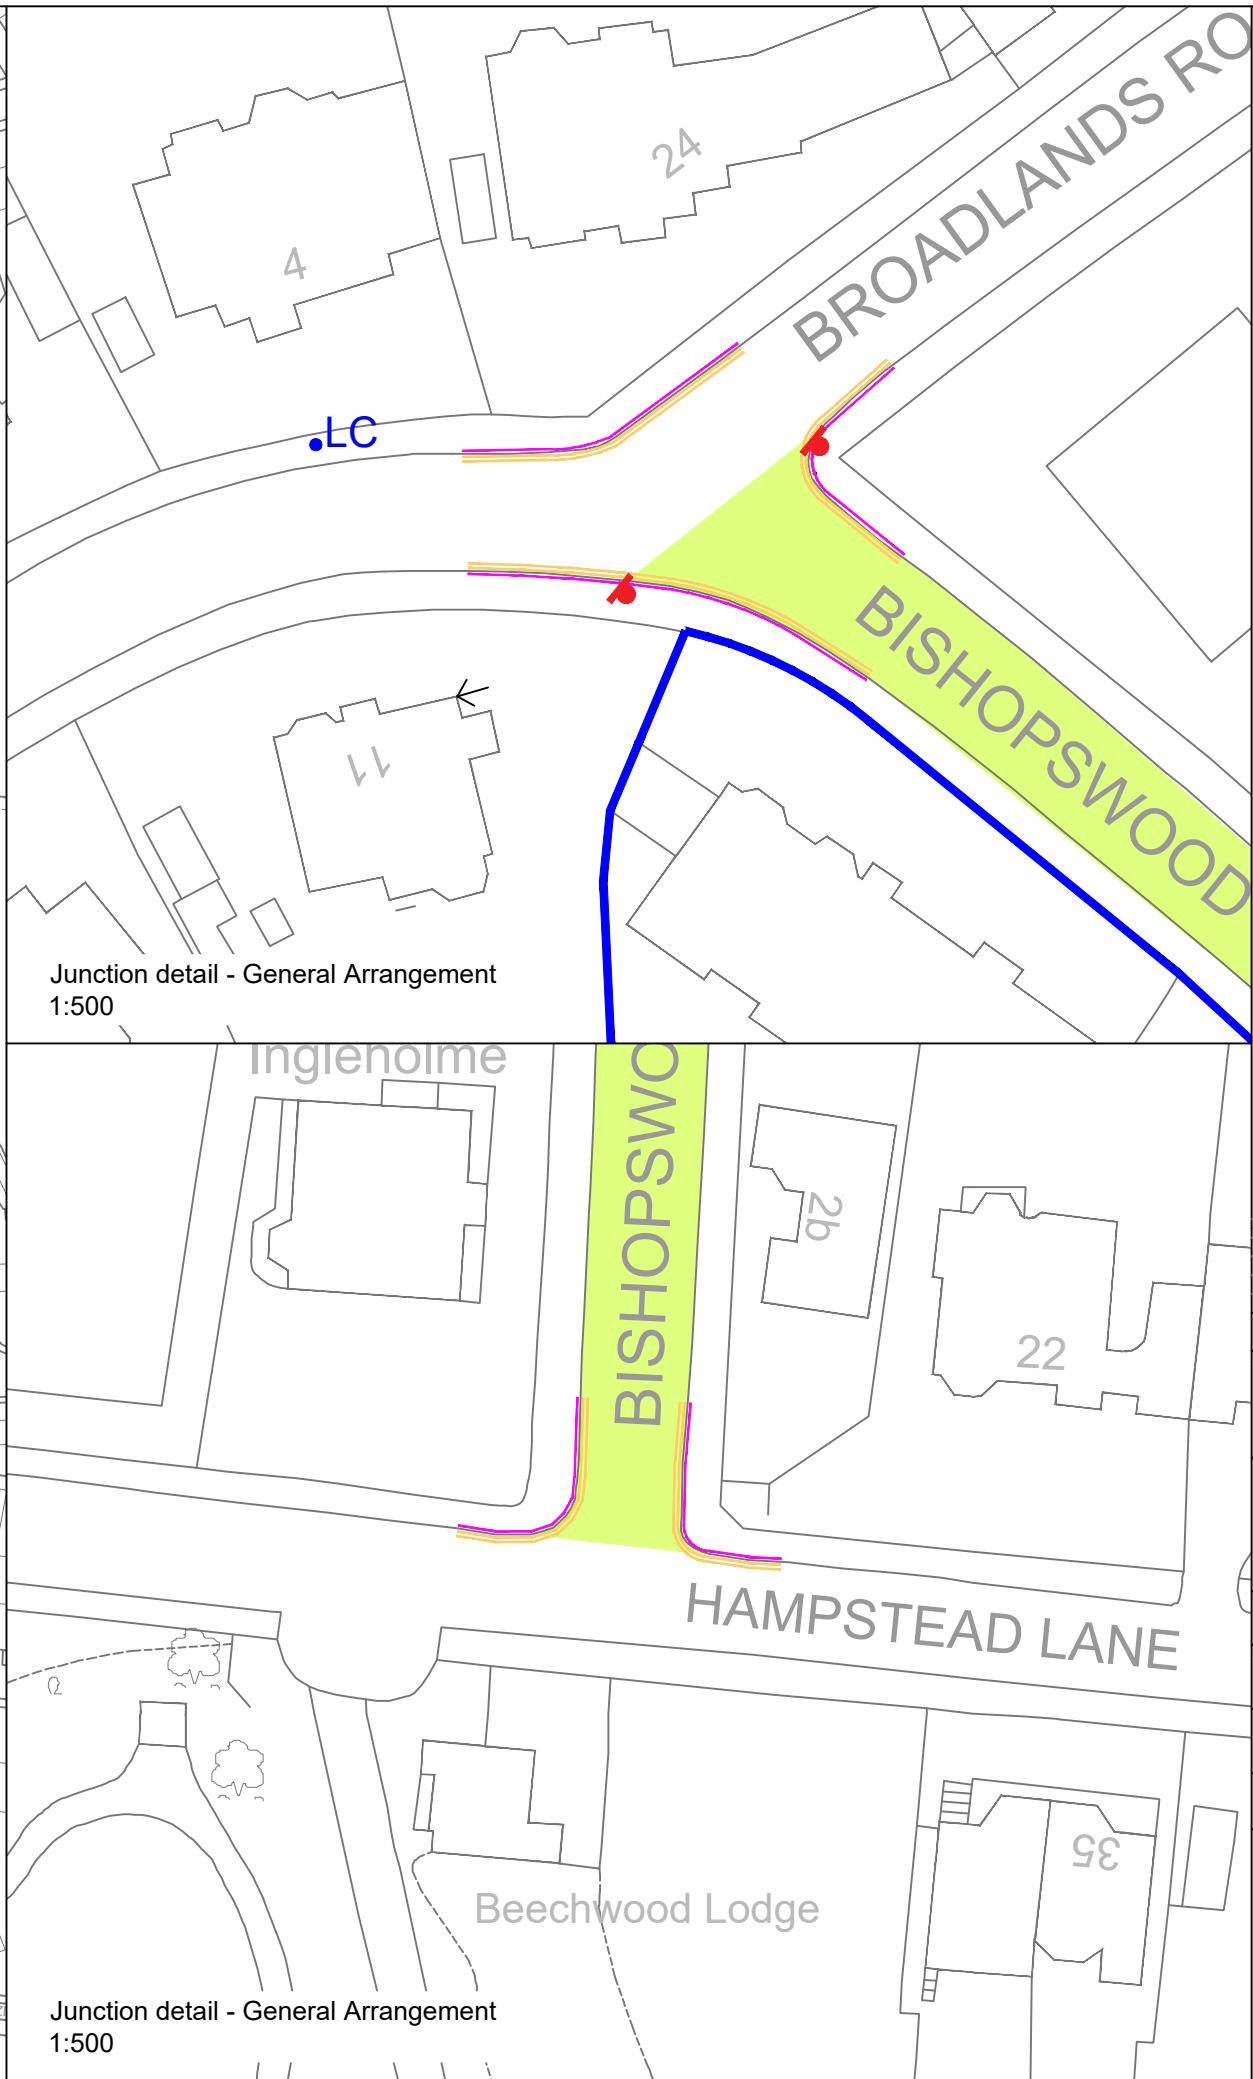 24
BROADLANDS RO
4
LC
BISHOPSWOOD
11
Junction detail - General Arrangement
1:500
Ingleholme
BISHOPSWO
2b
22
HAMPSTEAD LANE
35
Beechwood Lodge
Junction detail - General Arrangement
1:500